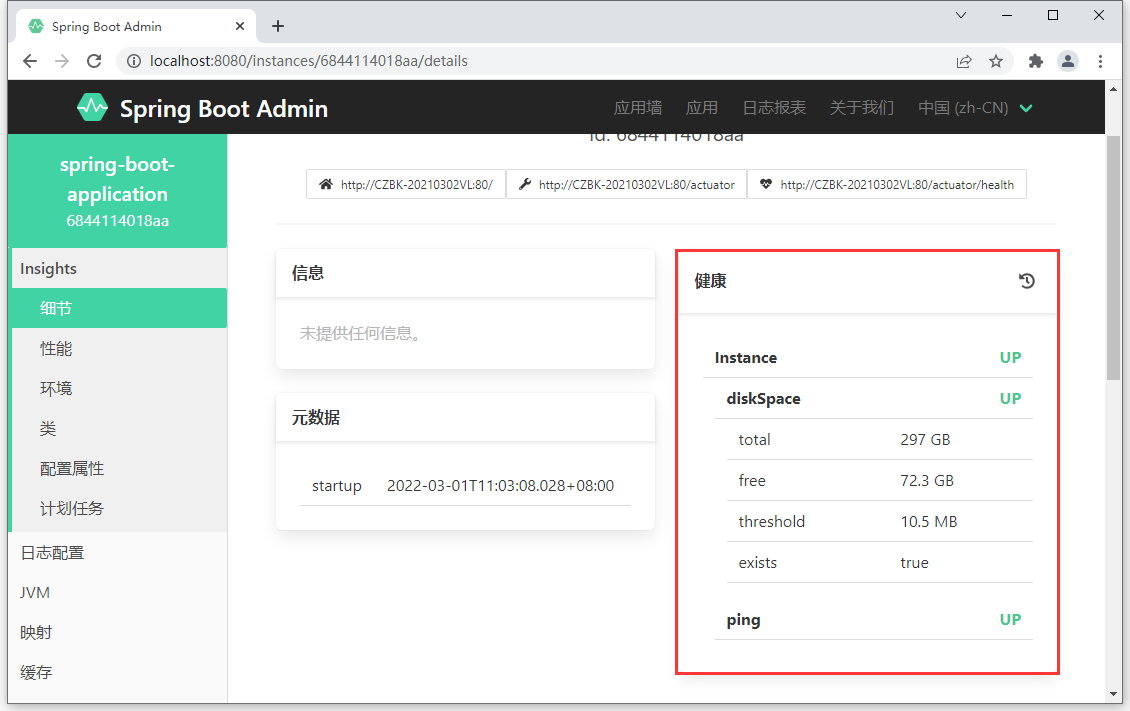 Spring Boot Admin
localhost:8080/instances/6844114018aa/details
Spring Boot Admin
应用墙 应用 日志报表 关于我们 中国 (zh-CN)
id: 6844114018aa
spring-boot-
application
6844114018aa
http://CZBK-20210302VL:80/ http://CZBK-20210302VL:80/actuator http://CZBK-20210302VL:80/actuator/health
Insights
细节
性能
环境
类
配置属性
计划任务
日志配置
JVM
映射
缓存
信息
未提供任何信息。
元数据
startup 2022-03-01T11:03:08.028+08:00
健康
Instance UP
diskSpace UP
total 297 GB
free 72.3 GB
threshold 10.5 MB
exists true
ping UP